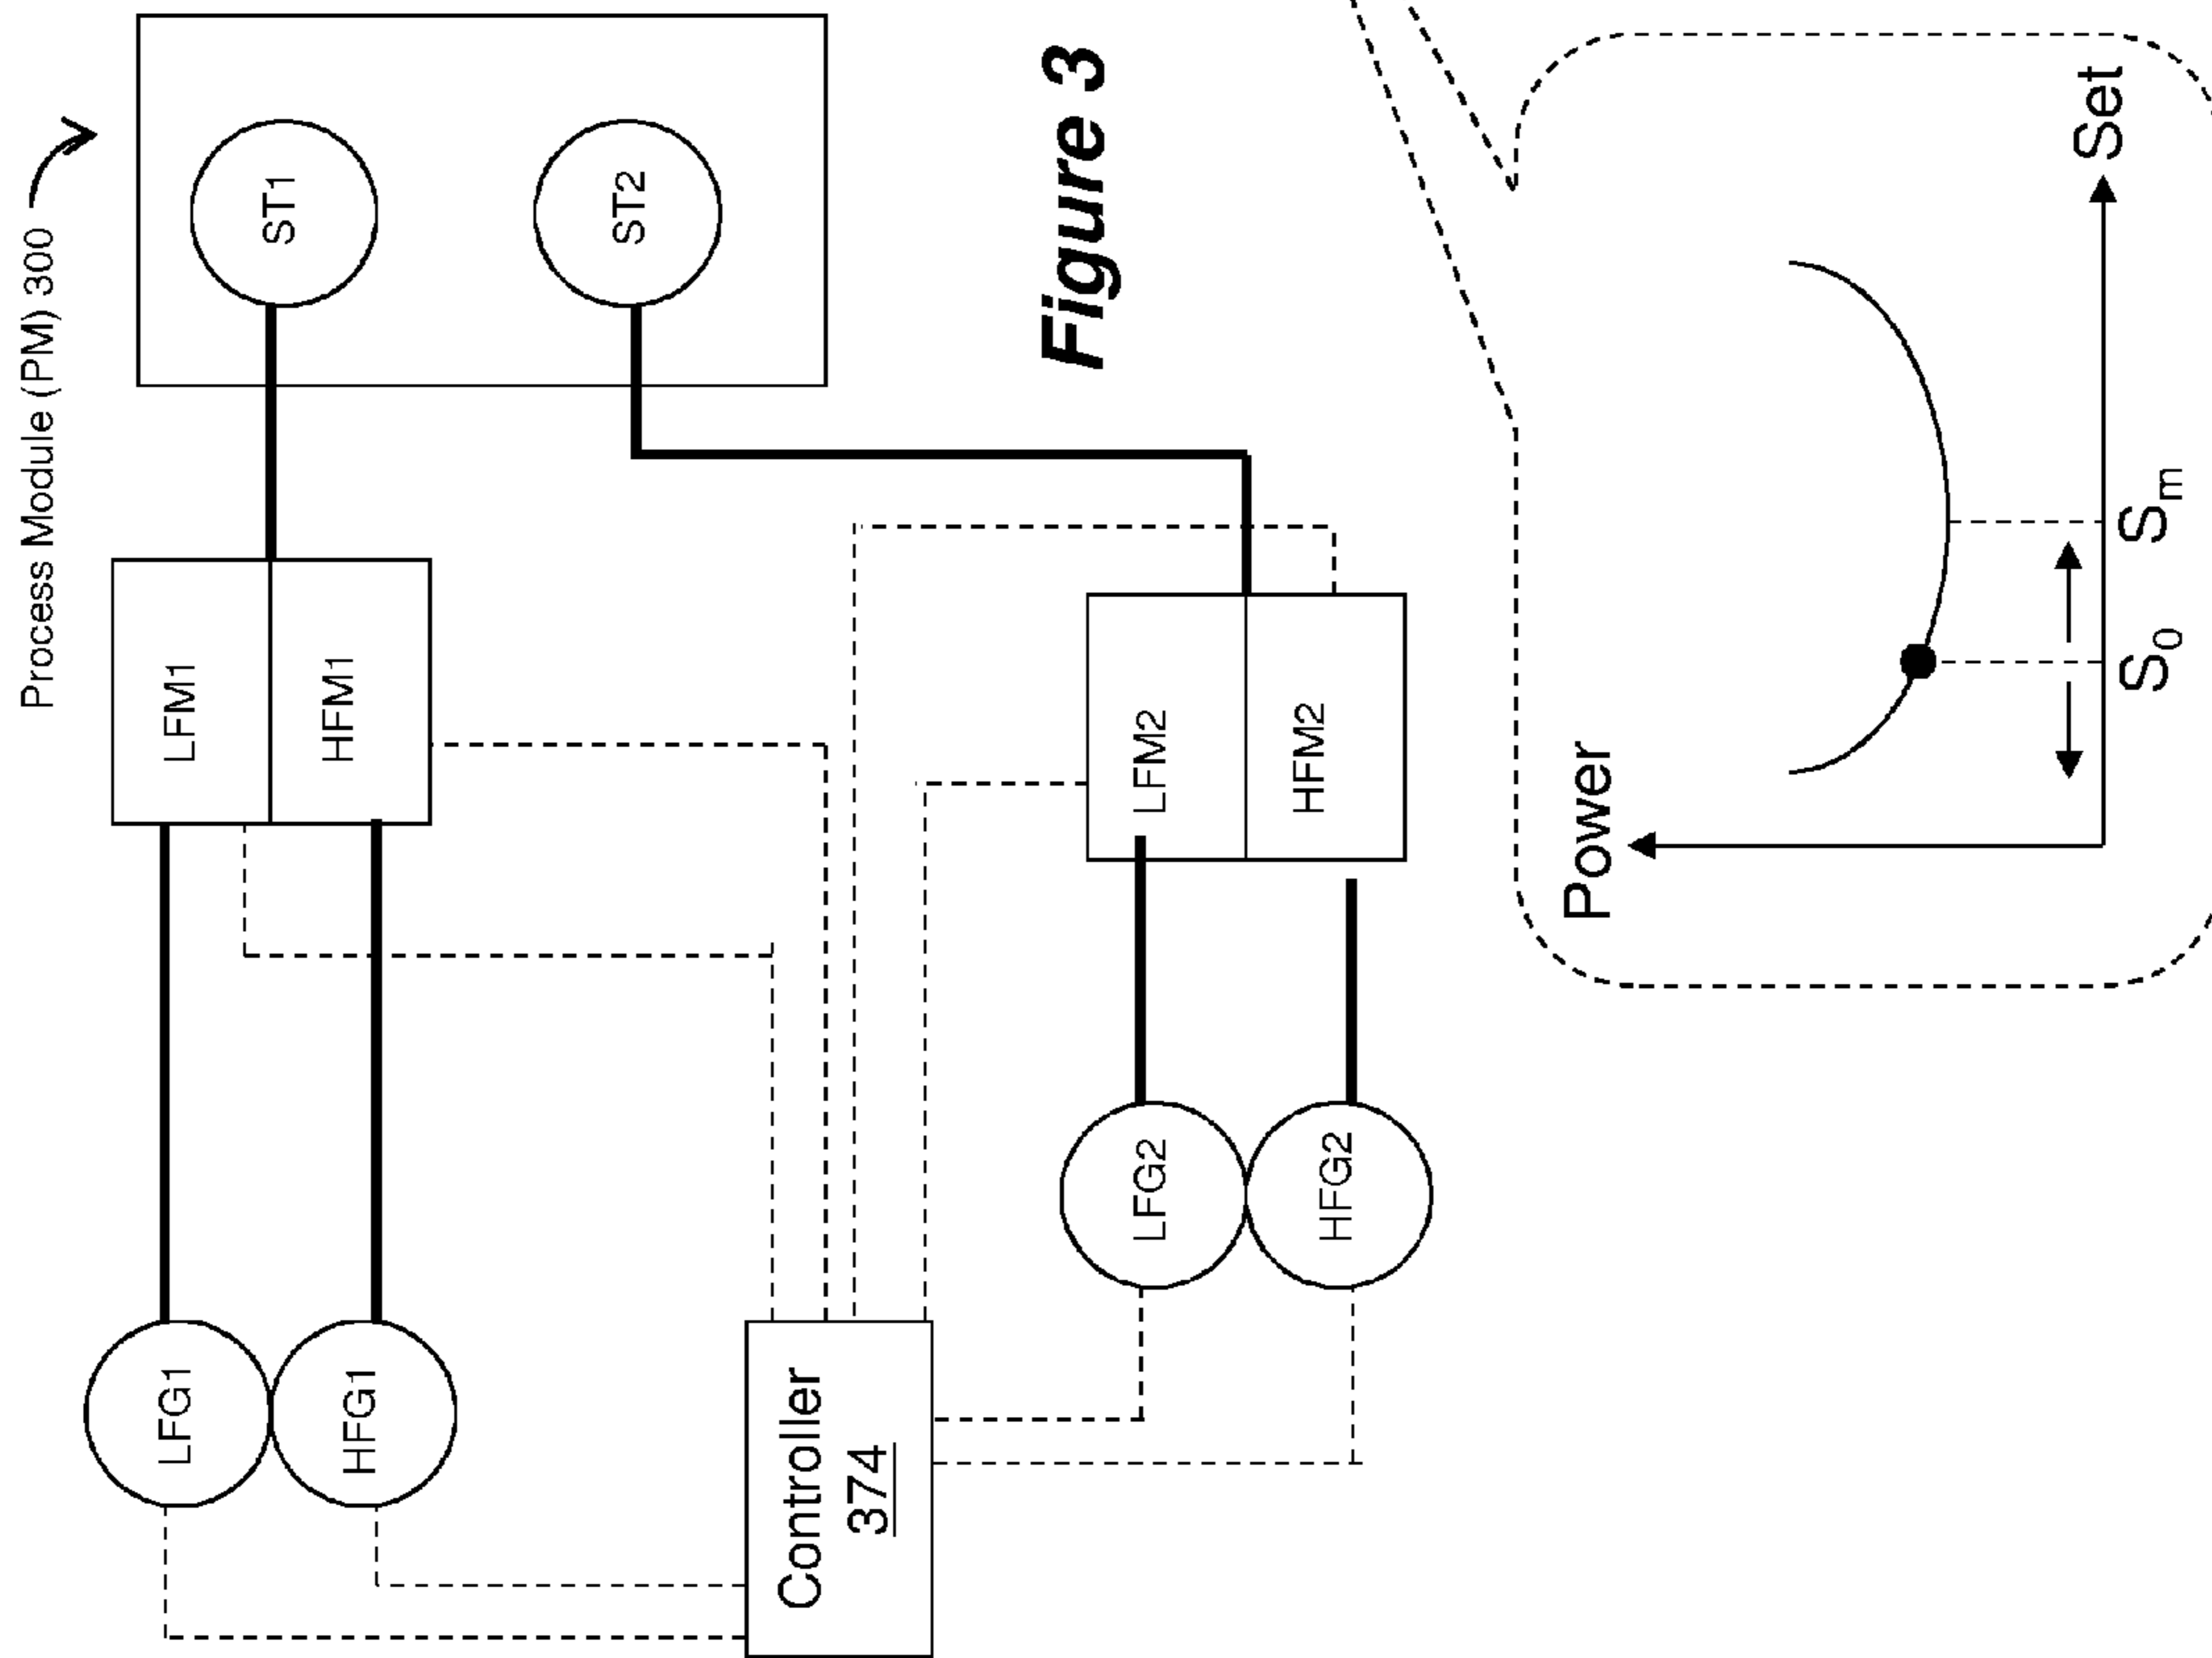 Process Module (PM) 300
LFG1
HFG1
LFM1
HFM1
ST1
ST2
Controller
374
LFG2
HFG2
LFM2
HFM2
Figure 3
Power
S0
Sm
Set